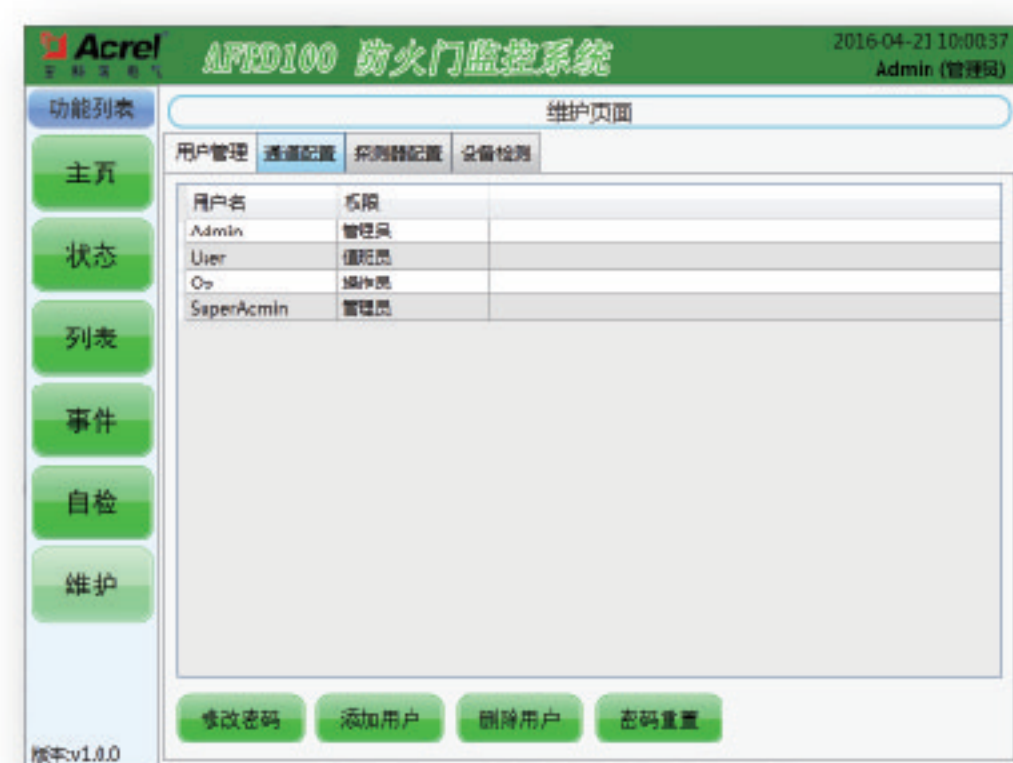 Acrel
安科瑞电气
AFRD100 防火门监控系统
2016-04-21 10:00:37
Admin (管理员)
功能列表
主页
状态
列表
事件
自检
维护
版本:v1.0.0
维护页面
用户管理 通道配置 探测器配置 设备检测
用户名 权限
Admin 管理员
User 值班员
Op 操作员
SuperAdmin 管理员
修改密码 添加用户 删除用户 密码重置